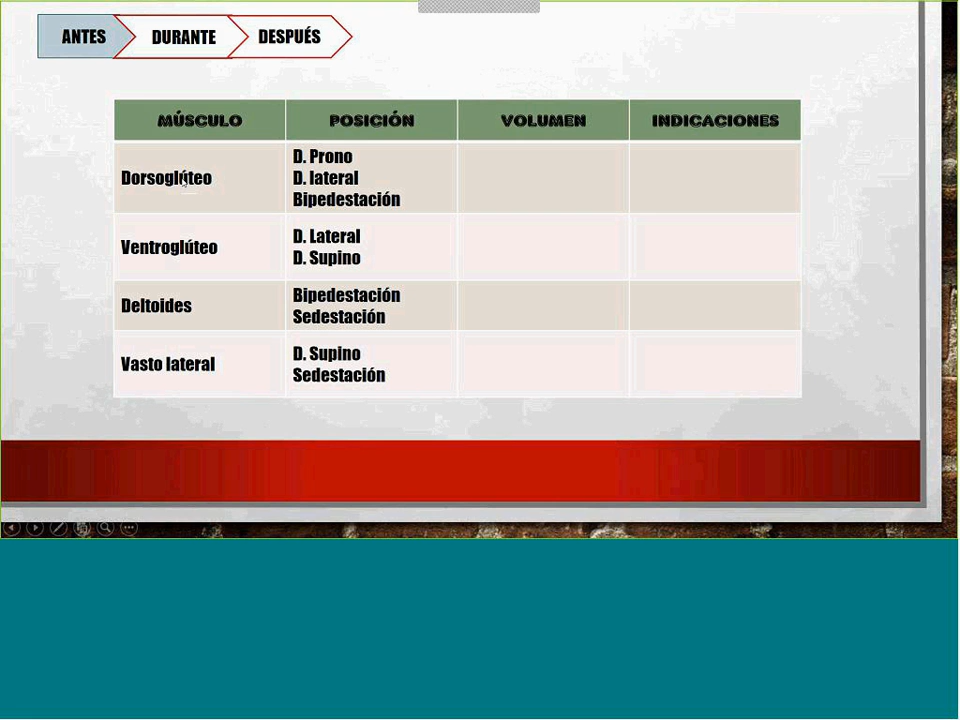 ANTES DURANTE DESPUÉS
MÚSCULO POSICIÓN VOLUMEN INDICACIONES
Dorsoglúteo
D. Prono
D. lateral
Bipedestación
Ventroglúteo
D. Lateral
D. Supino
Deltoides
Bipedestación
Sedestación
Vasto lateral
D. Supino
Sedestación